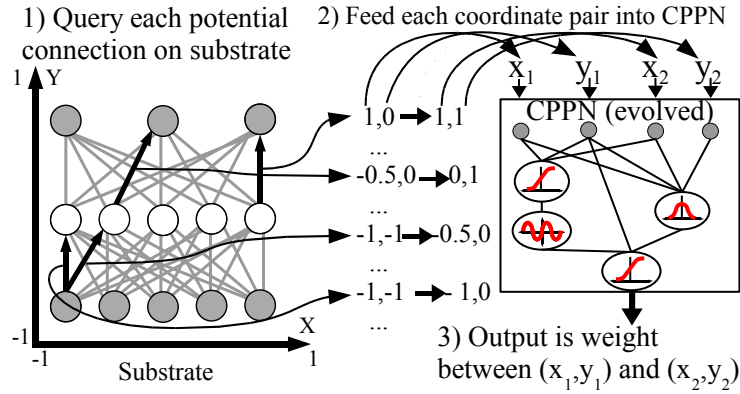 1) Query each potential
connection on substrate
2) Feed each coordinate pair into CPPN
1
Y
X
-1
-1
1
Substrate
1,0 1,1
...
-0.5,0 0,1
...
-1,-1 -0.5,0
...
-1,-1 - 1,0
...
x1 y1 x2 y2
CPPN (evolved)
3) Output is weight
between (x1,y1) and (x2,y2)